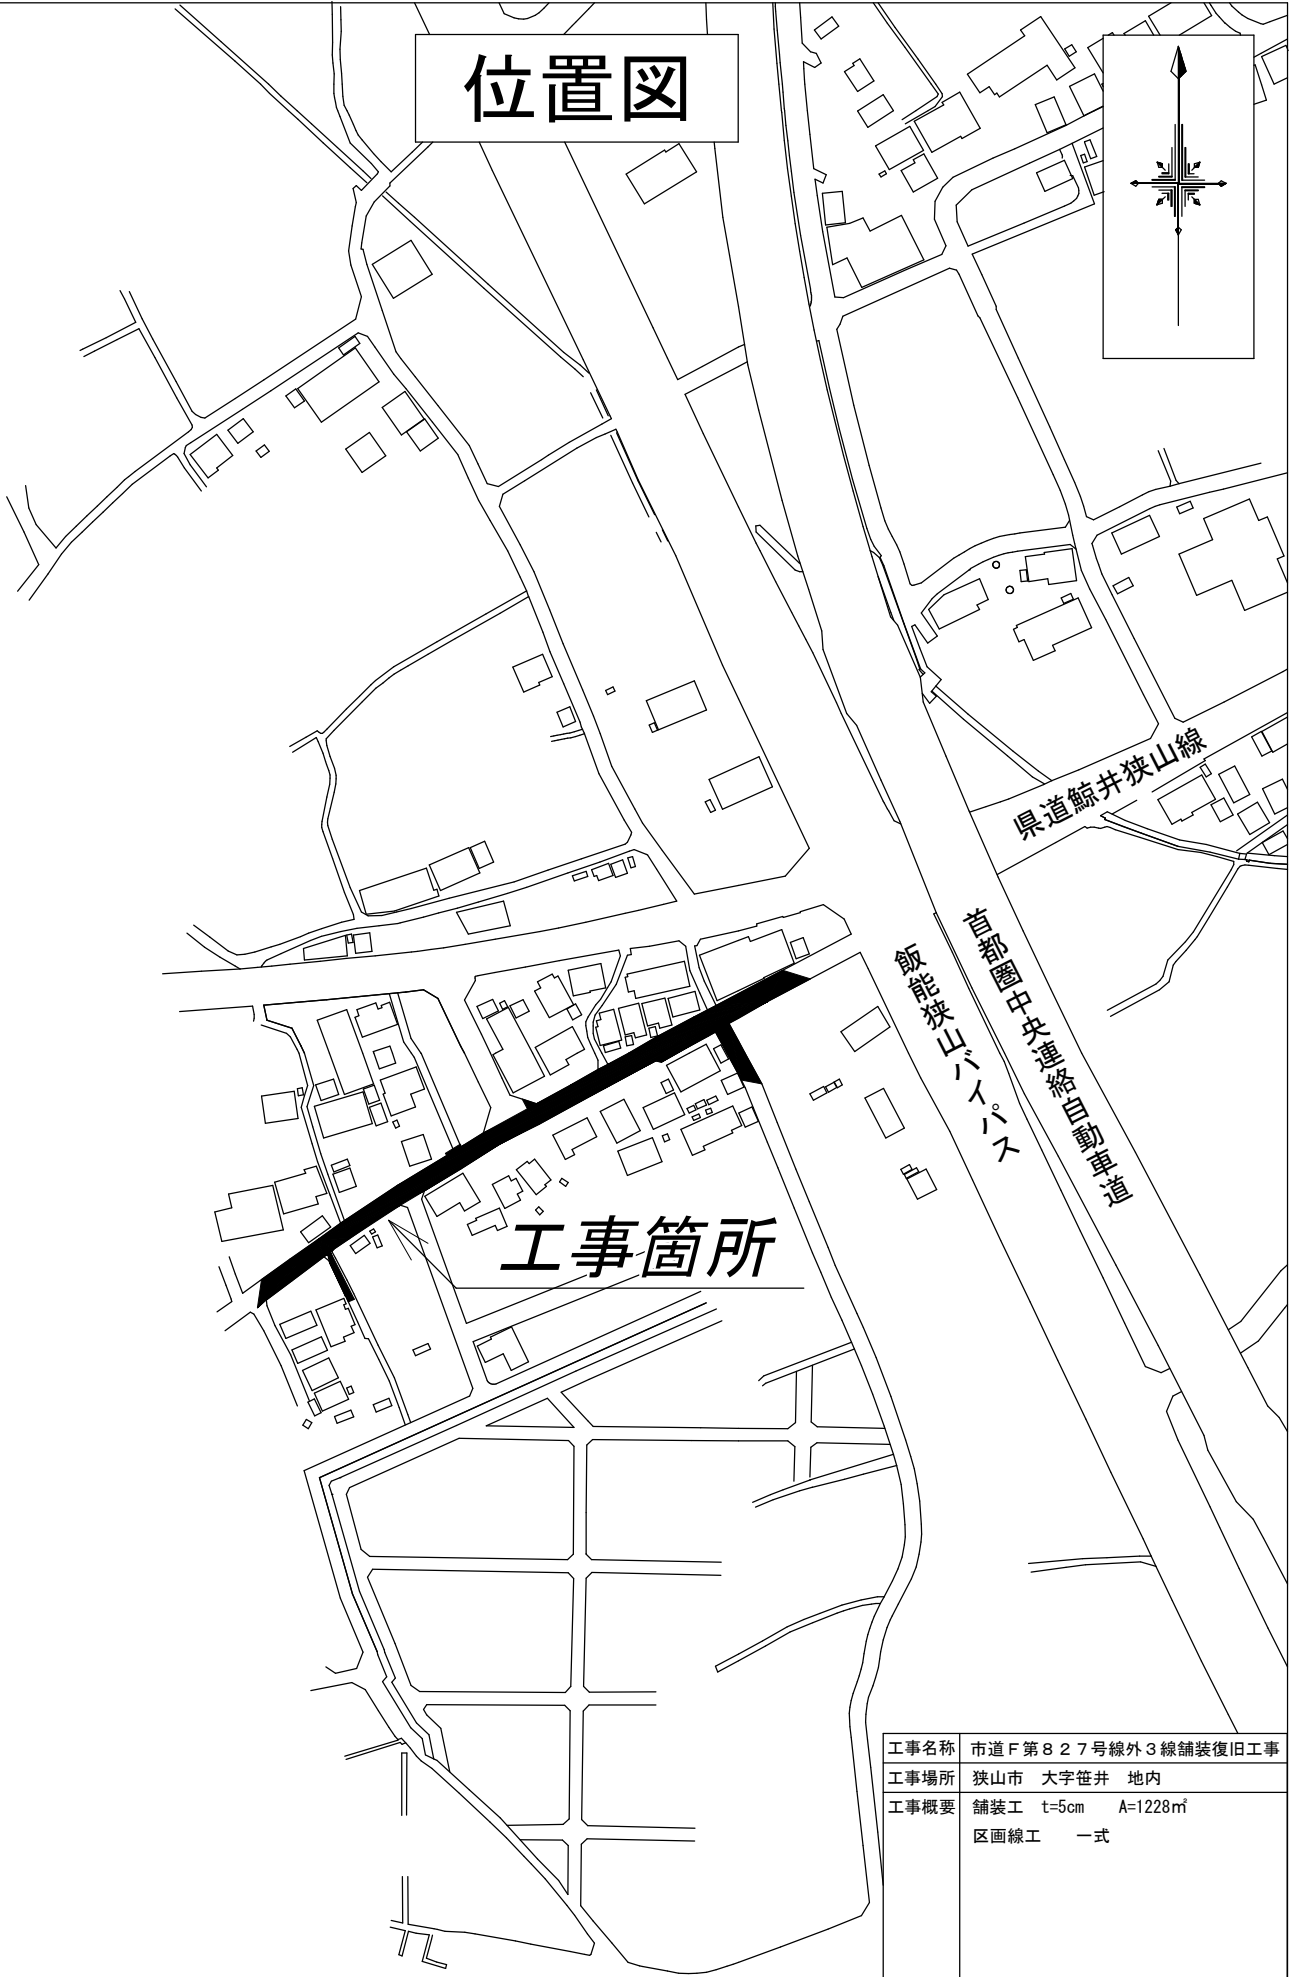 位置図
県道鯨井狭山線
首都圏中央連絡自動車道
飯能狭山バイパス
工事箇所
工事名称 市道Ｆ第８２７号線外３線舗装復旧工事
工事場所 狭山市　大字笹井　地内
工事概要 舗装工　t=5cm　　A=1228㎡
区画線工　　一式